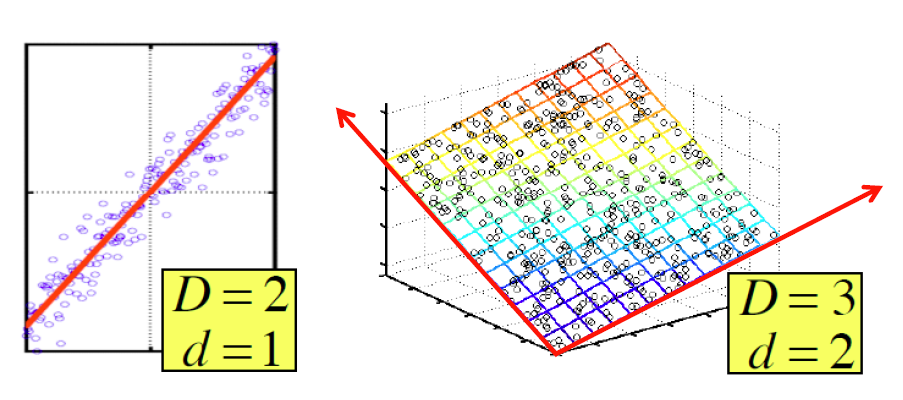 D = 2
d = 1
D = 3
d = 2